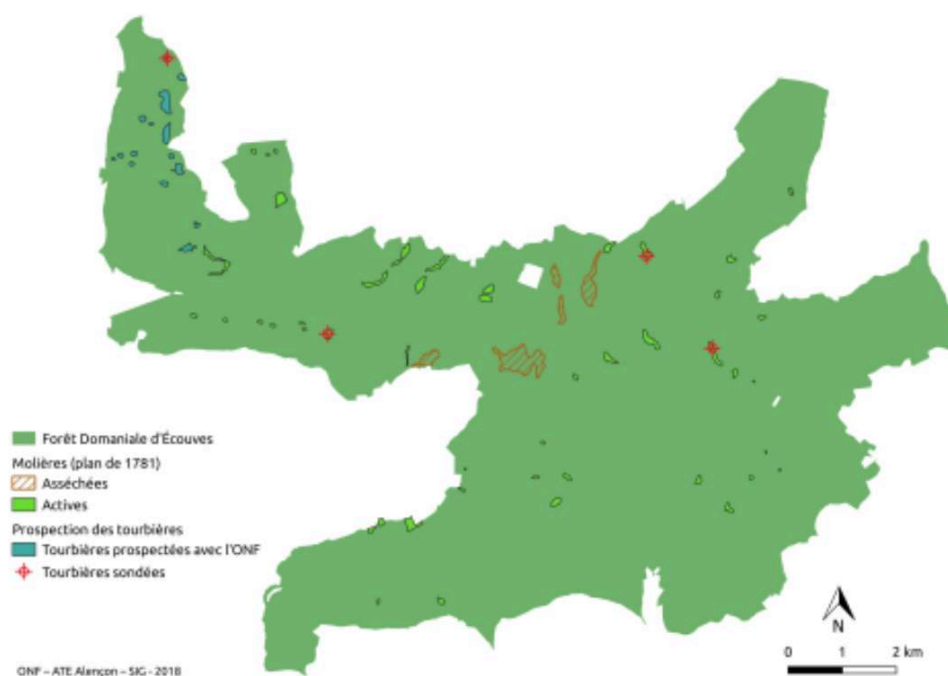 Forêt Domaniale d'Écouves
Molières (plan de 1781)
Asséchées
Actives
Prospection des tourbières
Tourbières prospectées avec l'ONF
Tourbières sondées
N
0 1 2 km
ONF – ATE Alençon – SIG - 2018